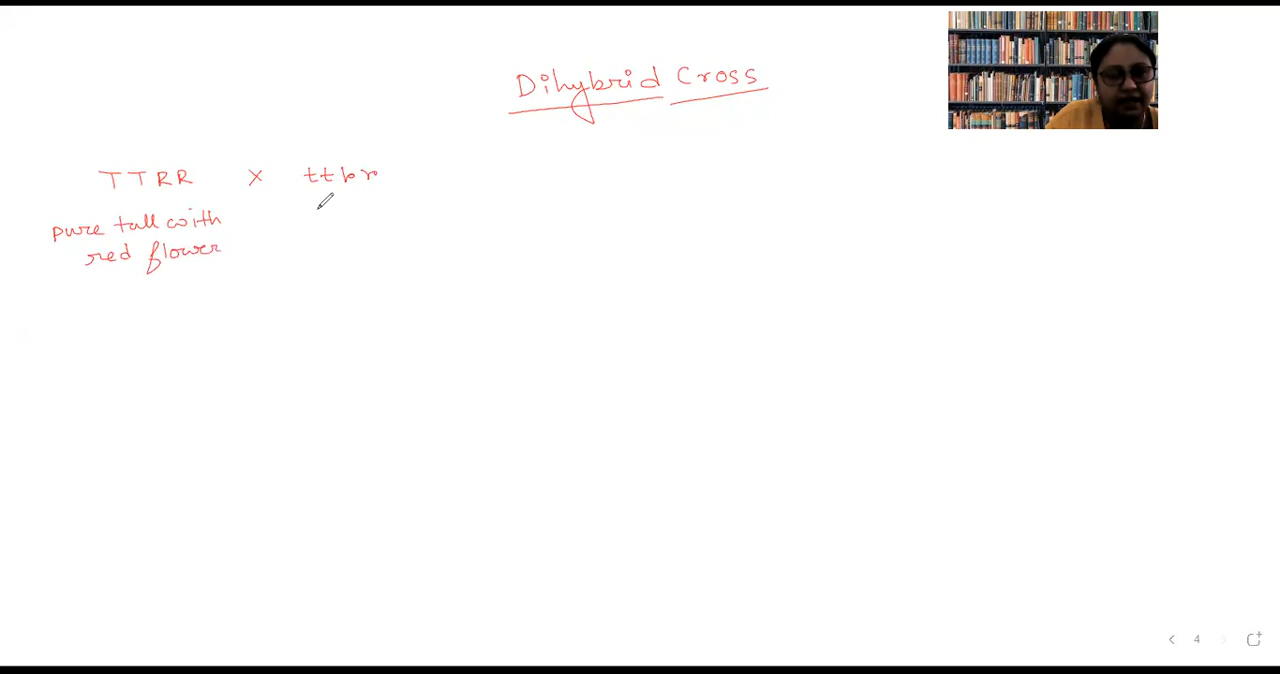 Dihybrid Cross
TTRR × ttrr
pure tall with
red flower
4